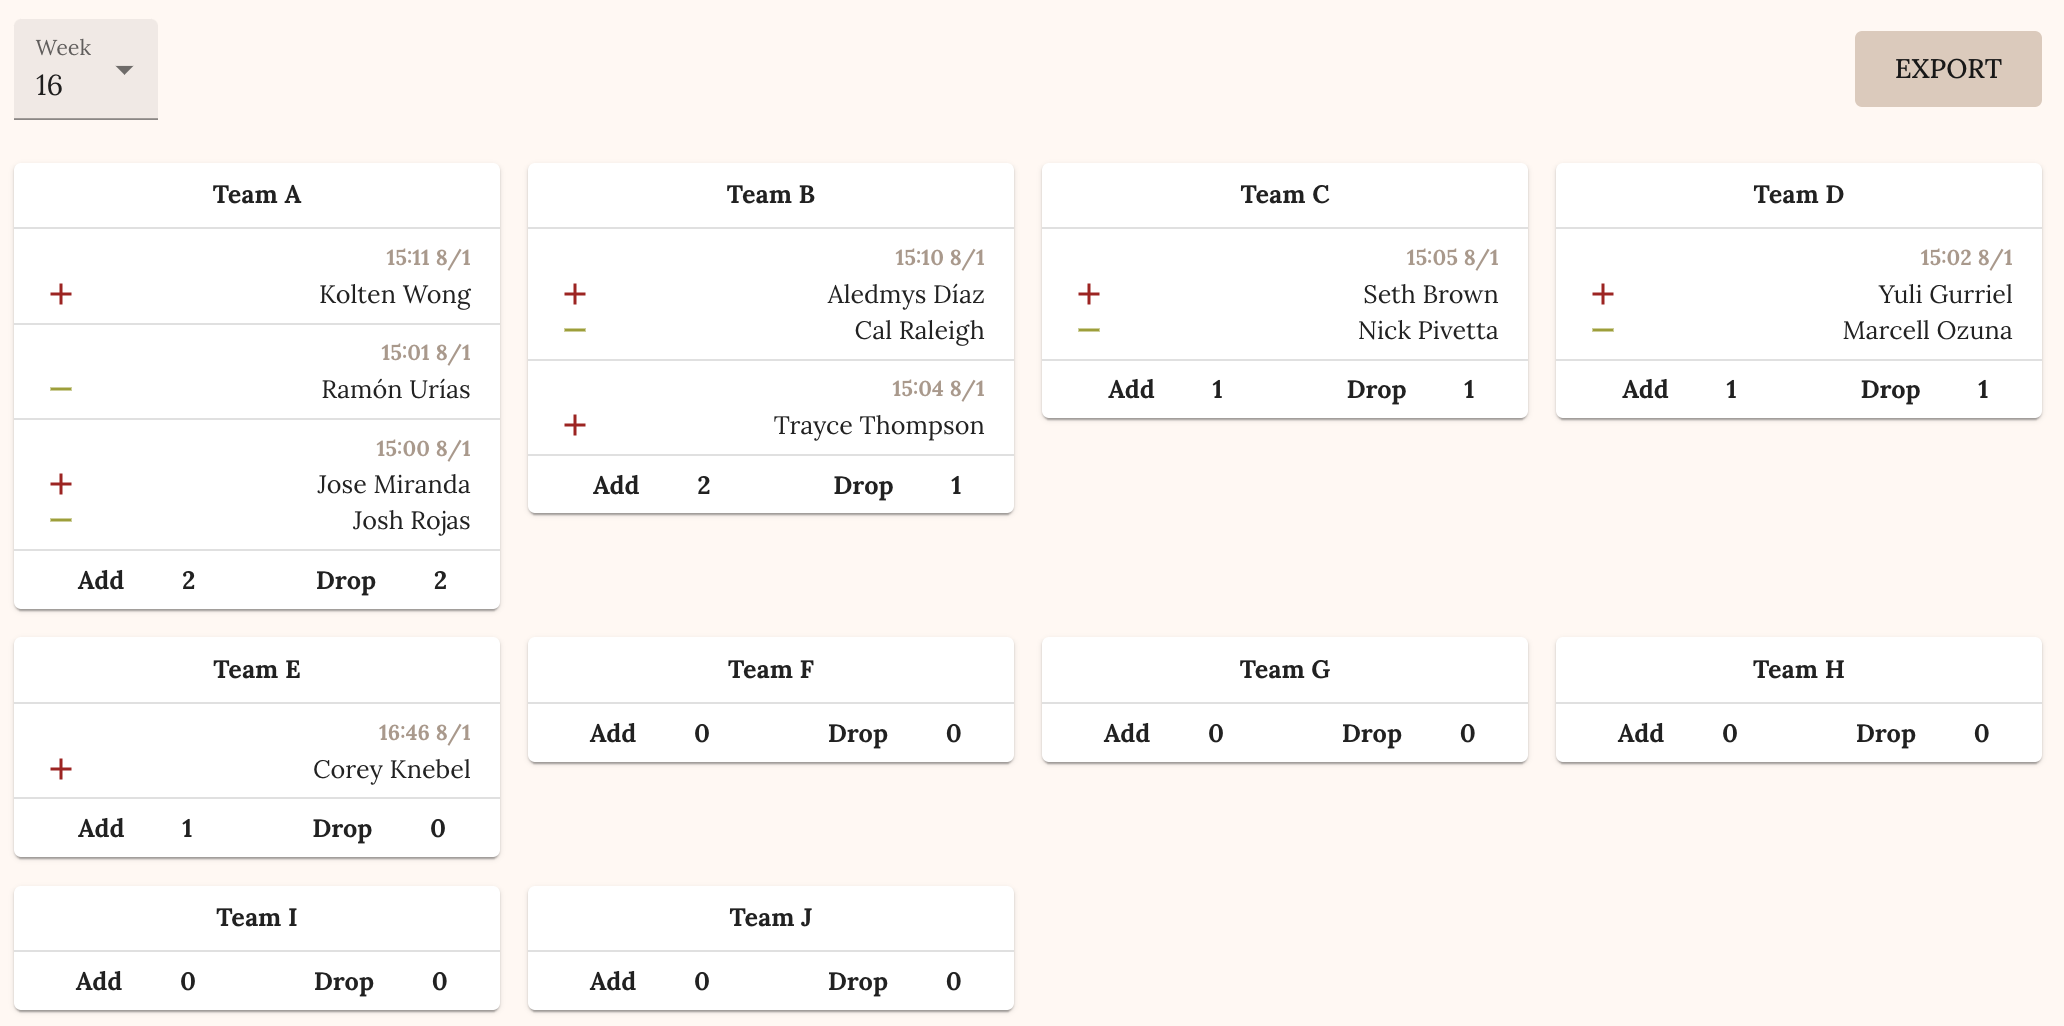 Week
16
EXPORT
Team A
15:11 8/1
+ Kolten Wong
15:01 8/1
− Ramón Urías
15:00 8/1
+ Jose Miranda
− Josh Rojas
Add 2 Drop 2
Team B
15:10 8/1
+ Aledmys Díaz
− Cal Raleigh
15:04 8/1
+ Trayce Thompson
Add 2 Drop 1
Team C
15:05 8/1
+ Seth Brown
− Nick Pivetta
Add 1 Drop 1
Team D
15:02 8/1
+ Yuli Gurriel
− Marcell Ozuna
Add 1 Drop 1
Team E
16:46 8/1
+ Corey Knebel
Add 1 Drop 0
Team F
Add 0 Drop 0
Team G
Add 0 Drop 0
Team H
Add 0 Drop 0
Team I
Add 0 Drop 0
Team J
Add 0 Drop 0